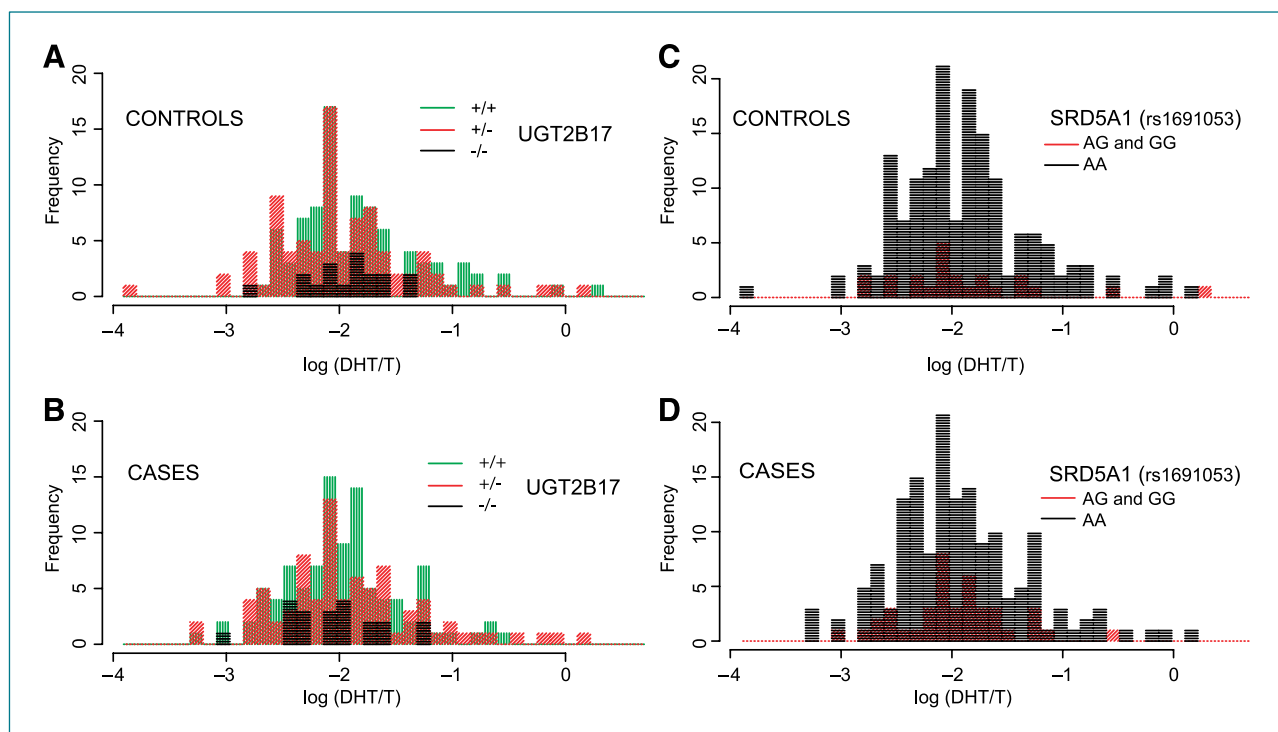 A
CONTROLS
+/+
+/-
-/-
UGT2B17
Frequency
20
15
10
5
0
−4 −3 −2 −1 0
log (DHT/T)
C
CONTROLS
SRD5A1 (rs1691053)
AG and GG
AA
Frequency
20
15
10
5
0
−4 −3 −2 −1 0
log (DHT/T)
B
CASES
+/+
+/-
-/-
UGT2B17
Frequency
20
15
10
5
0
−4 −3 −2 −1 0
log (DHT/T)
D
CASES
SRD5A1 (rs1691053)
AG and GG
AA
Frequency
20
15
10
5
0
−4 −3 −2 −1 0
log (DHT/T)